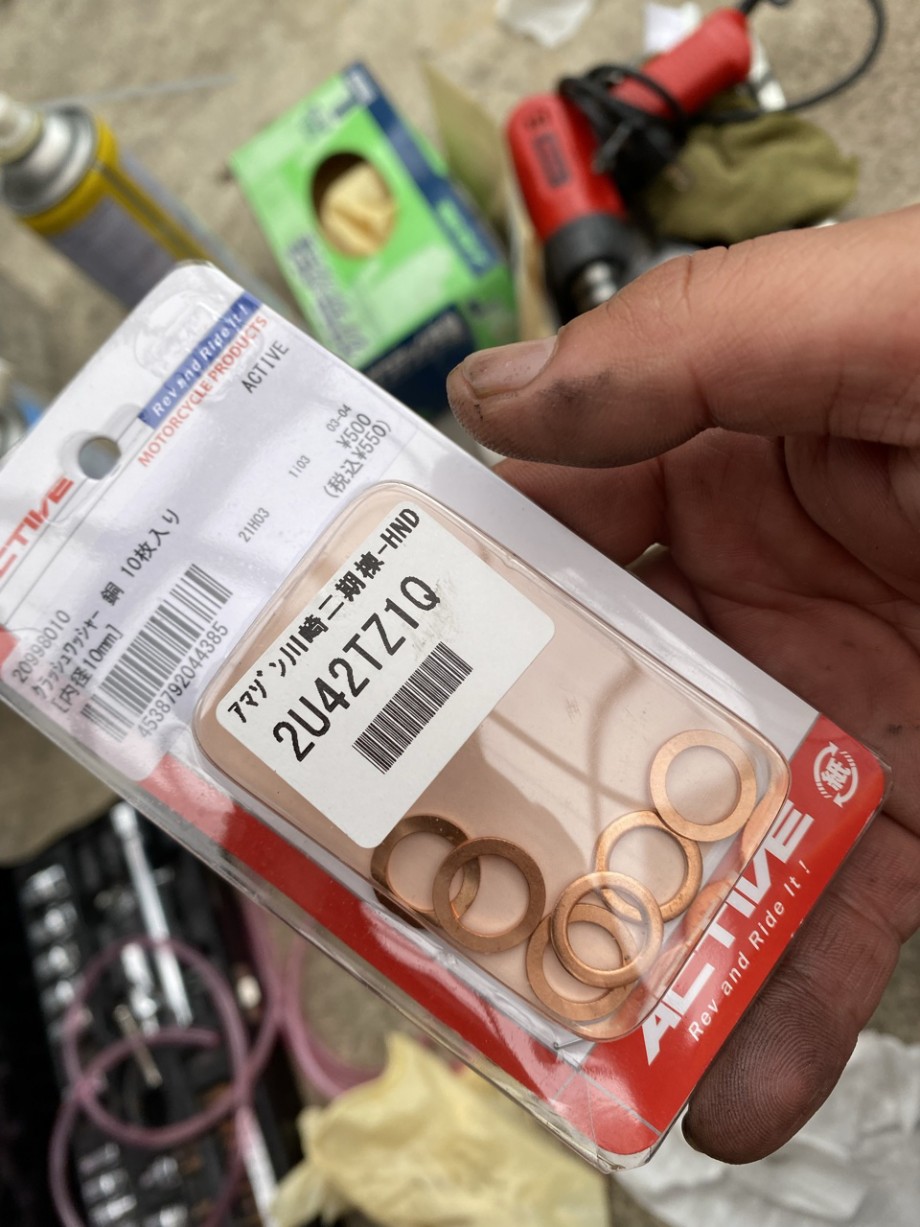 Rev and Ride It !
MOTORCYCLE PRODUCTS
ACTIVE
ACTIVE
03-04
¥500
1I03 (税込¥550)
21H03
20998010
クラッシュワッシャー 銅 10枚入り
[内径10mm]
4538792044385
アマゾン川崎二期棟-HND
2U42TZ1Q
紙
ACTIVE
Rev and Ride It !